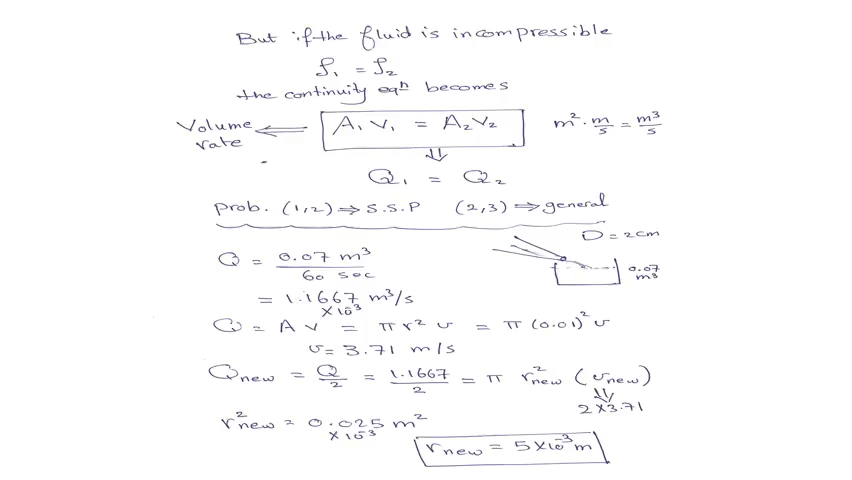 But if the fluid is incompressible
ρ₁ = ρ₂
the continuity eqⁿ becomes
Volume rate ⟸ A₁V₁ = A₂V₂ m² · m/s = m³/s
⇓
Q₁ = Q₂
prob. (1,2) ⇒ S.S.P (2,3) ⇒ general
D = 2 cm
0.07 m³
Q = 0.07 m³ / 60 sec
= 1.1667 × 10⁻³ m³/s
Q = A V = π r² v = π (0.01)² v
v = 3.71 m/s
Qnew = Q/2 = 1.1667/2 = π r²new (vnew)
⇓
2 × 3.71
r²new = 0.025 × 10⁻³ m²
rnew = 5 × 10⁻³ m